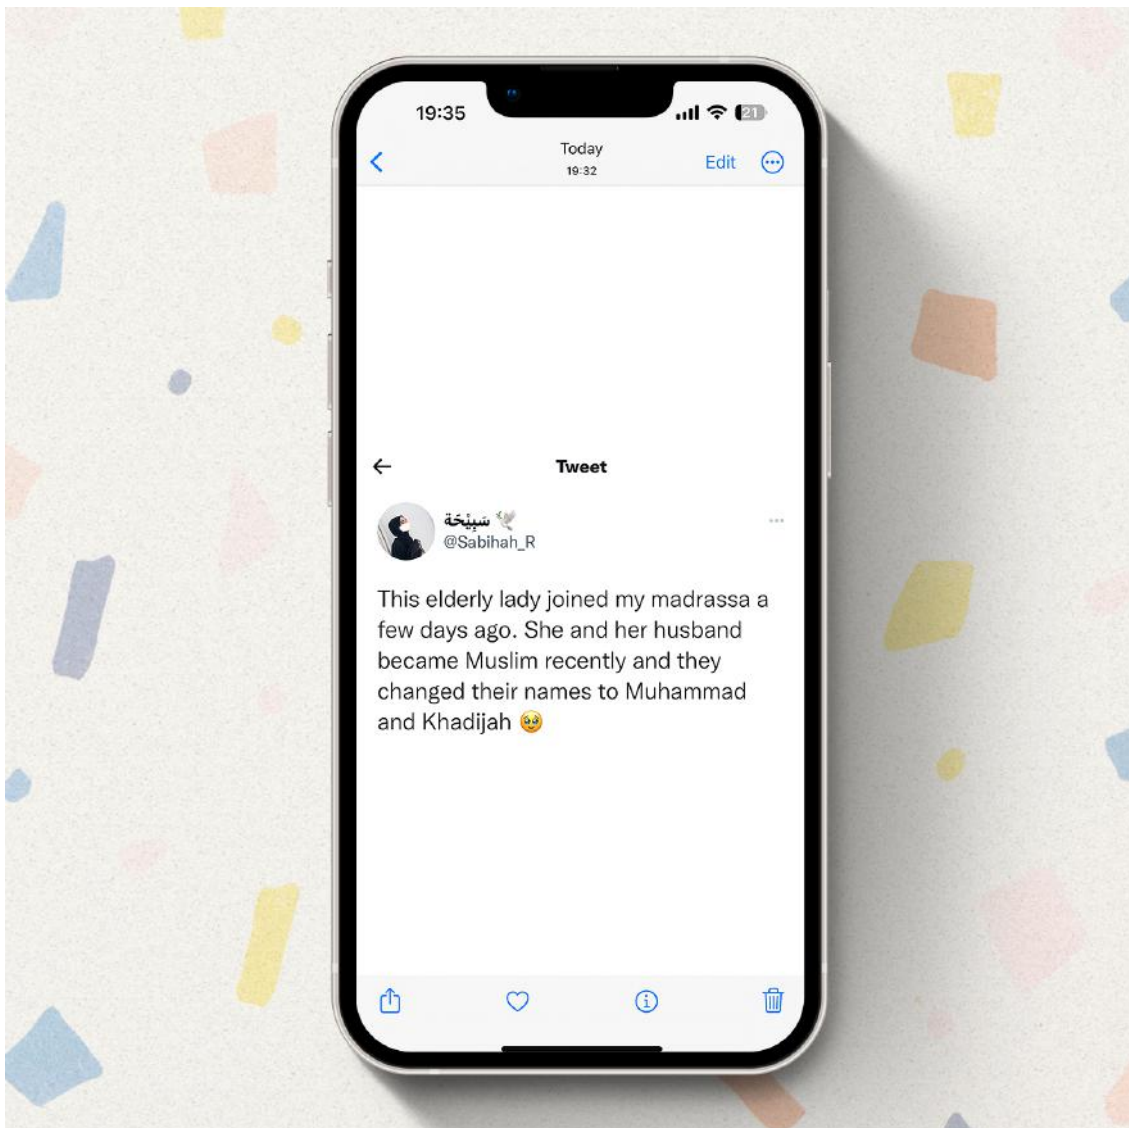 19:35
21
Today
19:32
Edit
Tweet
سَبِيْحَة 🕊
@Sabihah_R
This elderly lady joined my madrassa a
few days ago. She and her husband
became Muslim recently and they
changed their names to Muhammad
and Khadijah 🥹